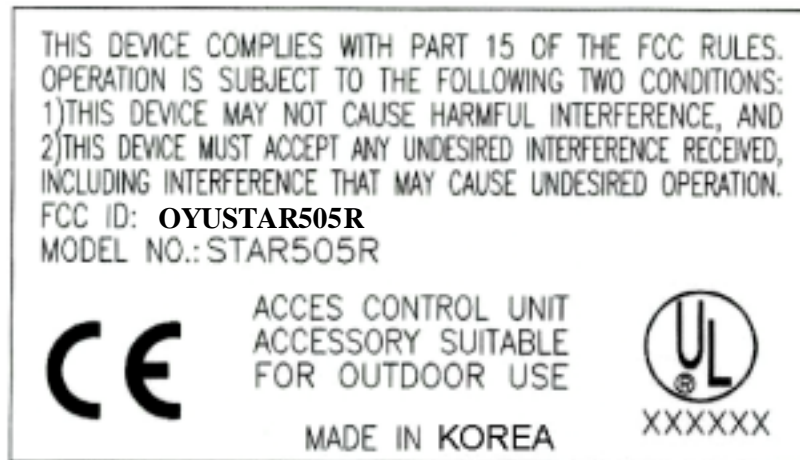 THIS DEVICE COMPLIES WITH PART 15 OF THE FCC RULES.
OPERATION IS SUBJECT TO THE FOLLOWING TWO CONDITIONS:
1)THIS DEVICE MAY NOT CAUSE HARMFUL INTERFERENCE, AND
2)THIS DEVICE MUST ACCEPT ANY UNDESIRED INTERFERENCE RECEIVED,
INCLUDING INTERFERENCE THAT MAY CAUSE UNDESIRED OPERATION.
FCC ID: OYUSTAR505R
MODEL NO.: STAR505R
CE
ACCES CONTROL UNIT
ACCESSORY SUITABLE
FOR OUTDOOR USE
UL
®
XXXXXX
MADE IN KOREA